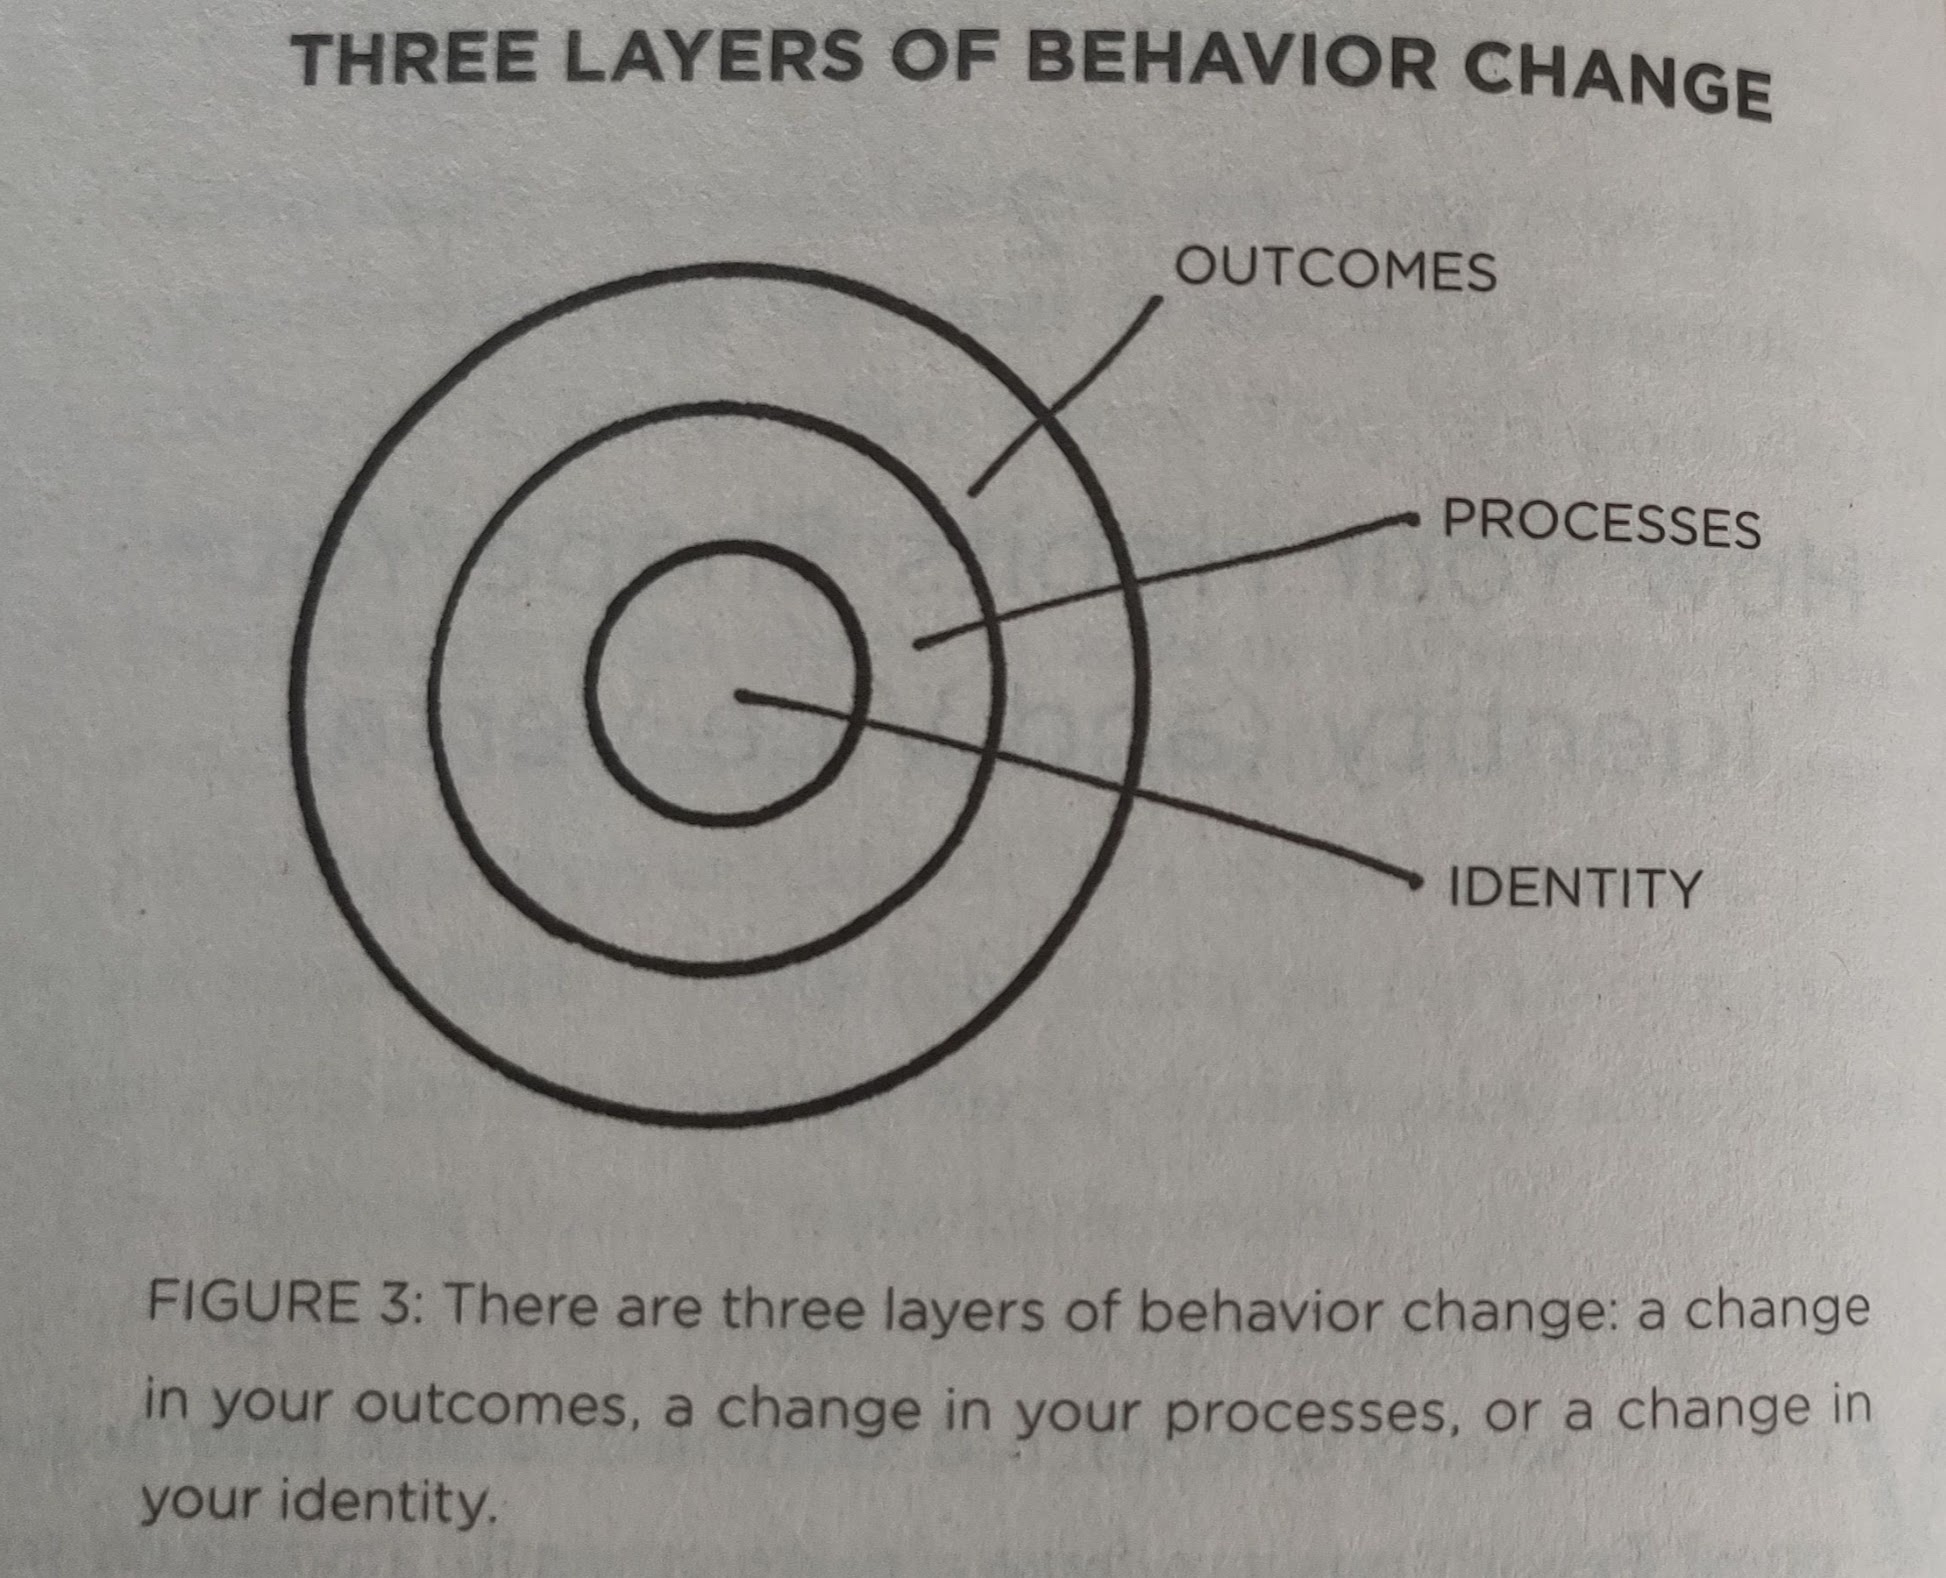 THREE LAYERS OF BEHAVIOR CHANGE
OUTCOMES
PROCESSES
IDENTITY
FIGURE 3: There are three layers of behavior change: a change
in your outcomes, a change in your processes, or a change in
your identity.